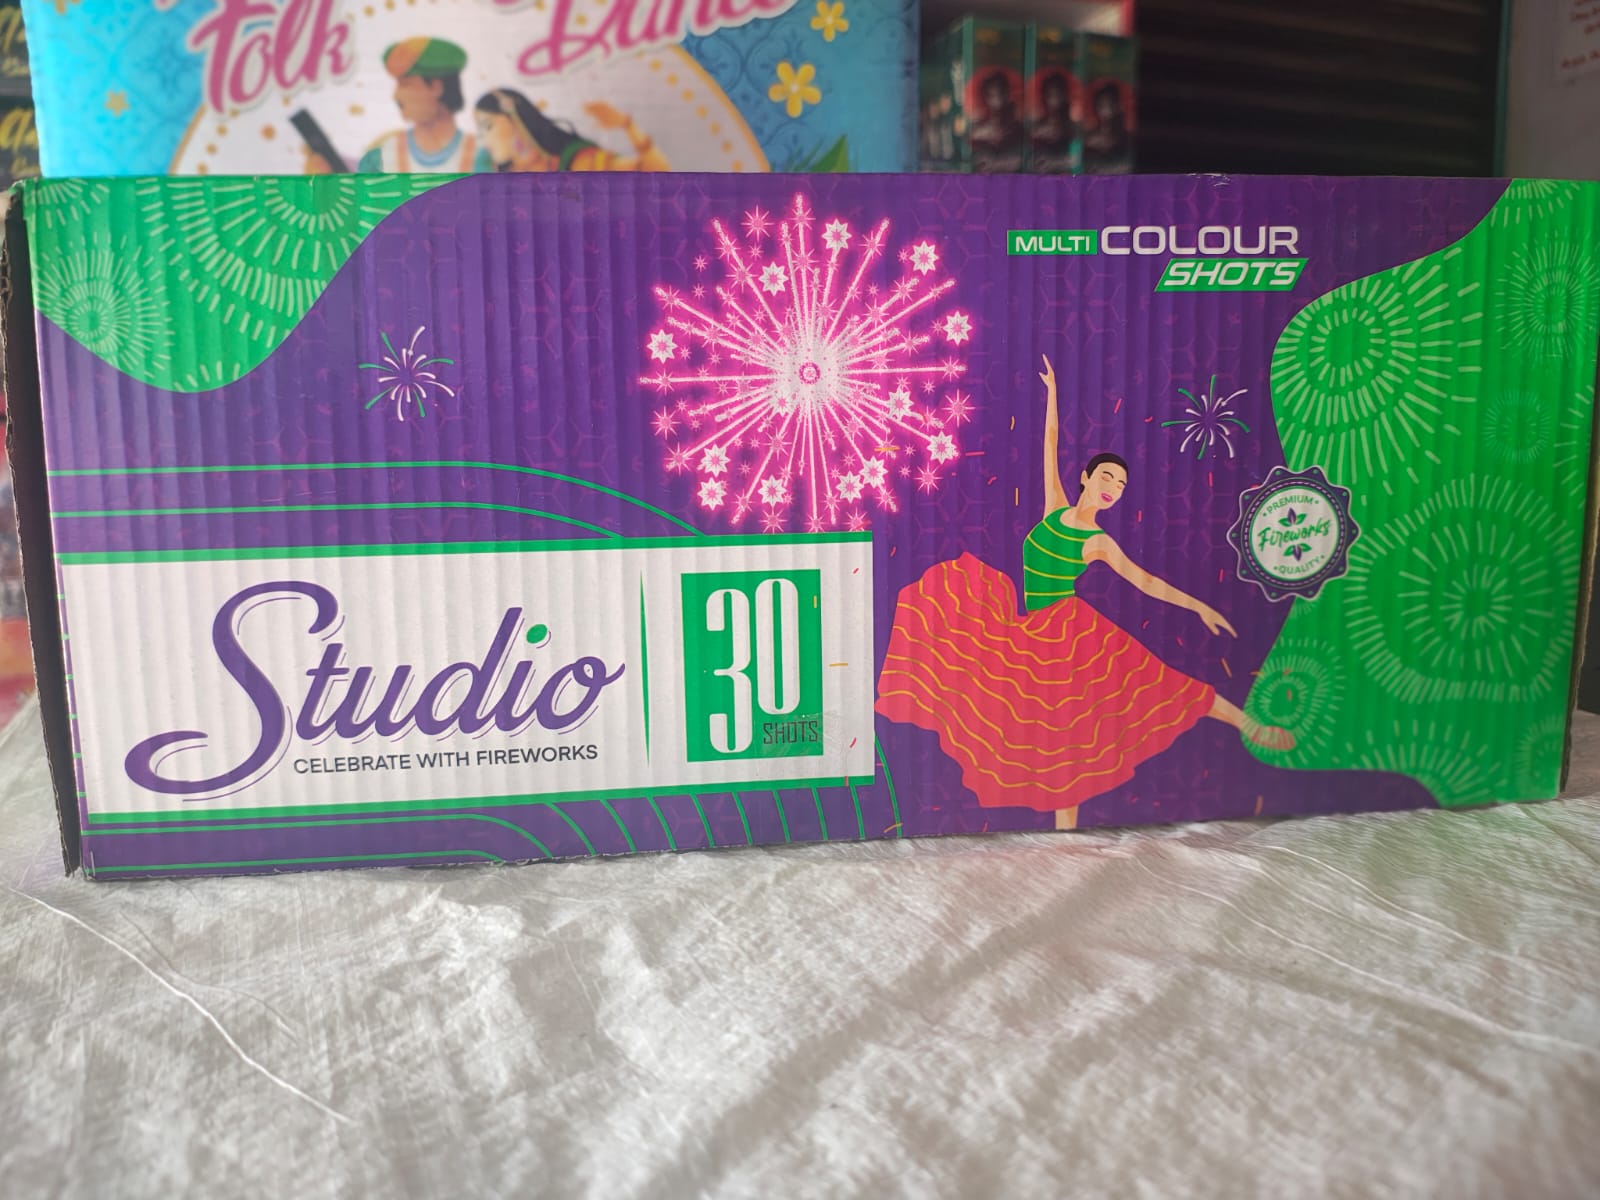 Folk Dance
MULTI COLOUR
SHOTS
PREMIUM
Fireworks
QUALITY
Studio
CELEBRATE WITH FIREWORKS
30
SHOTS